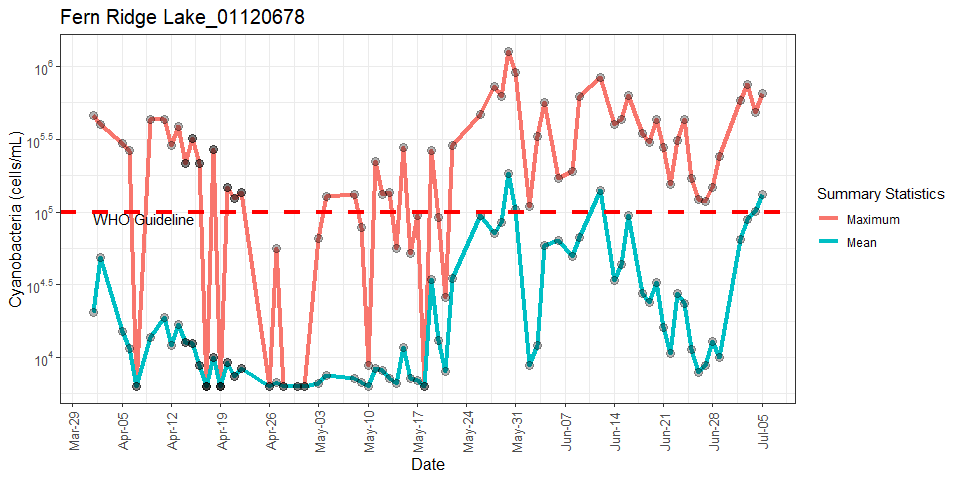 Fern Ridge Lake_01120678
Cyanobacteria (cells/mL)
10^6
10^5.5
10^5
10^4.5
10^4
WHO Guideline
Mar-29
Apr-05
Apr-12
Apr-19
Apr-26
May-03
May-10
May-17
May-24
May-31
Jun-07
Jun-14
Jun-21
Jun-28
Jul-05
Date
Summary Statistics
Maximum
Mean